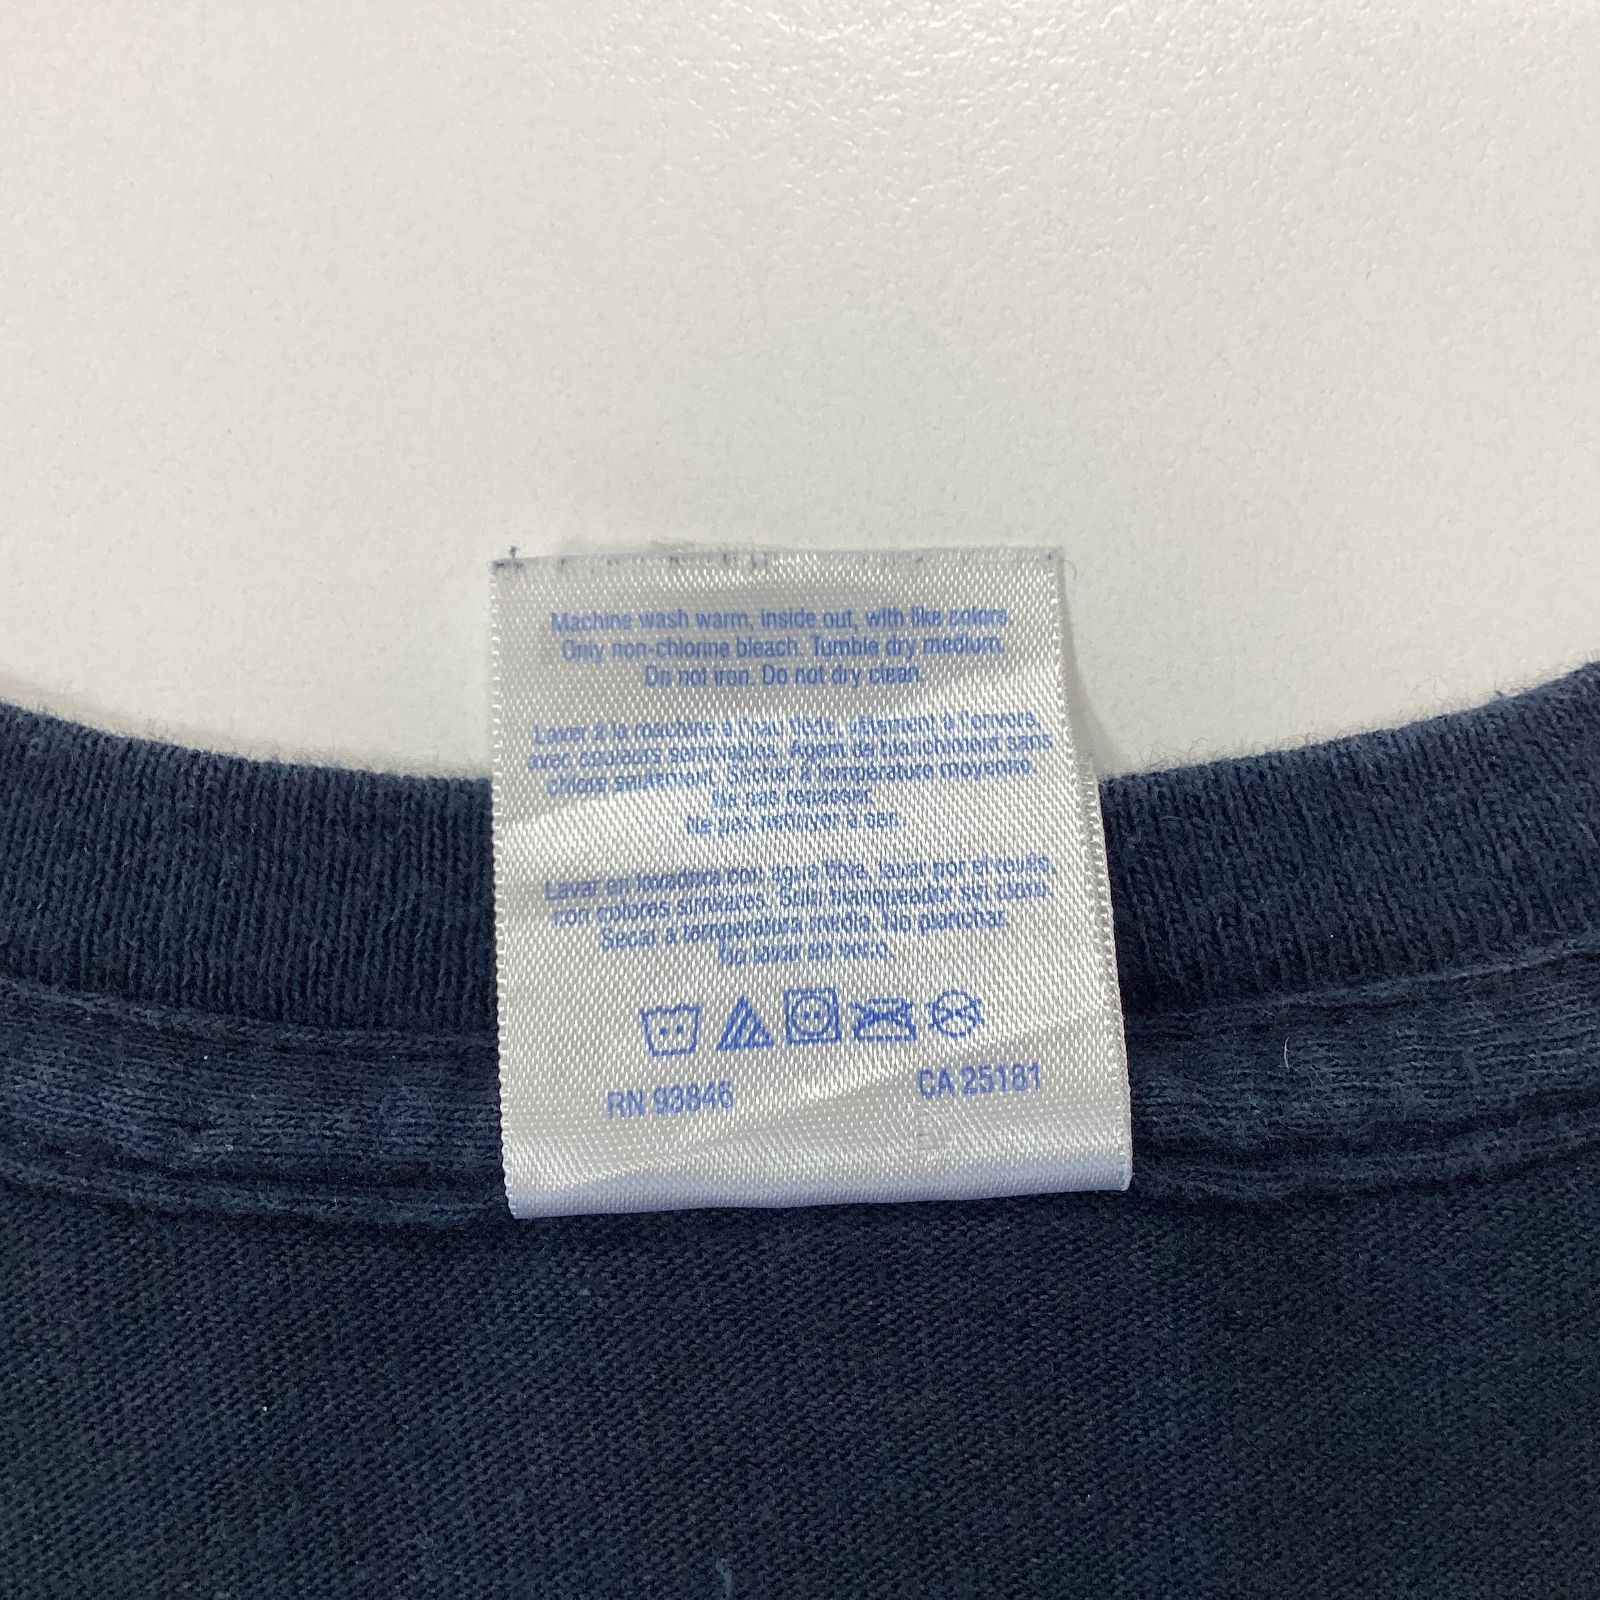 Machine wash warm, inside out, with like colors.
Only non-chlorine bleach. Tumble dry medium.
Do not iron. Do not dry clean.
Laver à la machine à l'eau tiède, vêtement à l'envers,
avec couleurs semblables. Agent de blanchiment sans
chlore seulement. Sécher à température moyenne
Ne pas repasser.
Ne pas nettoyer à sec.
Lavar en lavadora con agua tibia, lavar por el revés
con colores similares. Solo blanqueador sin cloro.
Secar a temperatura media. No planchar.
No lavar en seco.
RN 93846 CA 25181